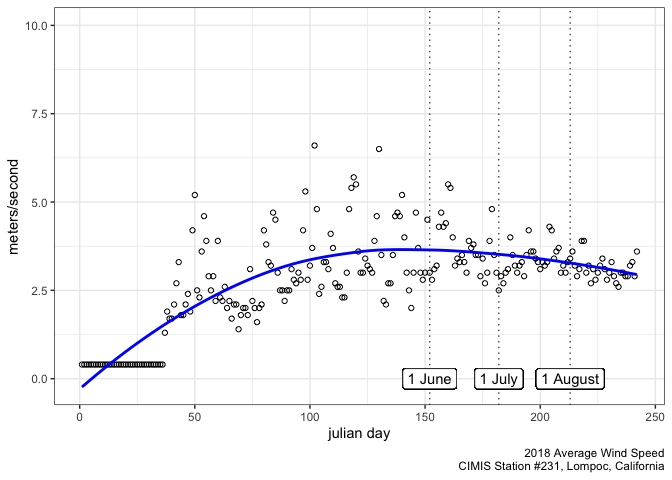 10.0
7.5
5.0
2.5
0.0
meters/second
1 June
1 July
1 August
0
50
100
150
200
250
julian day
2018 Average Wind Speed
CIMIS Station #231, Lompoc, California